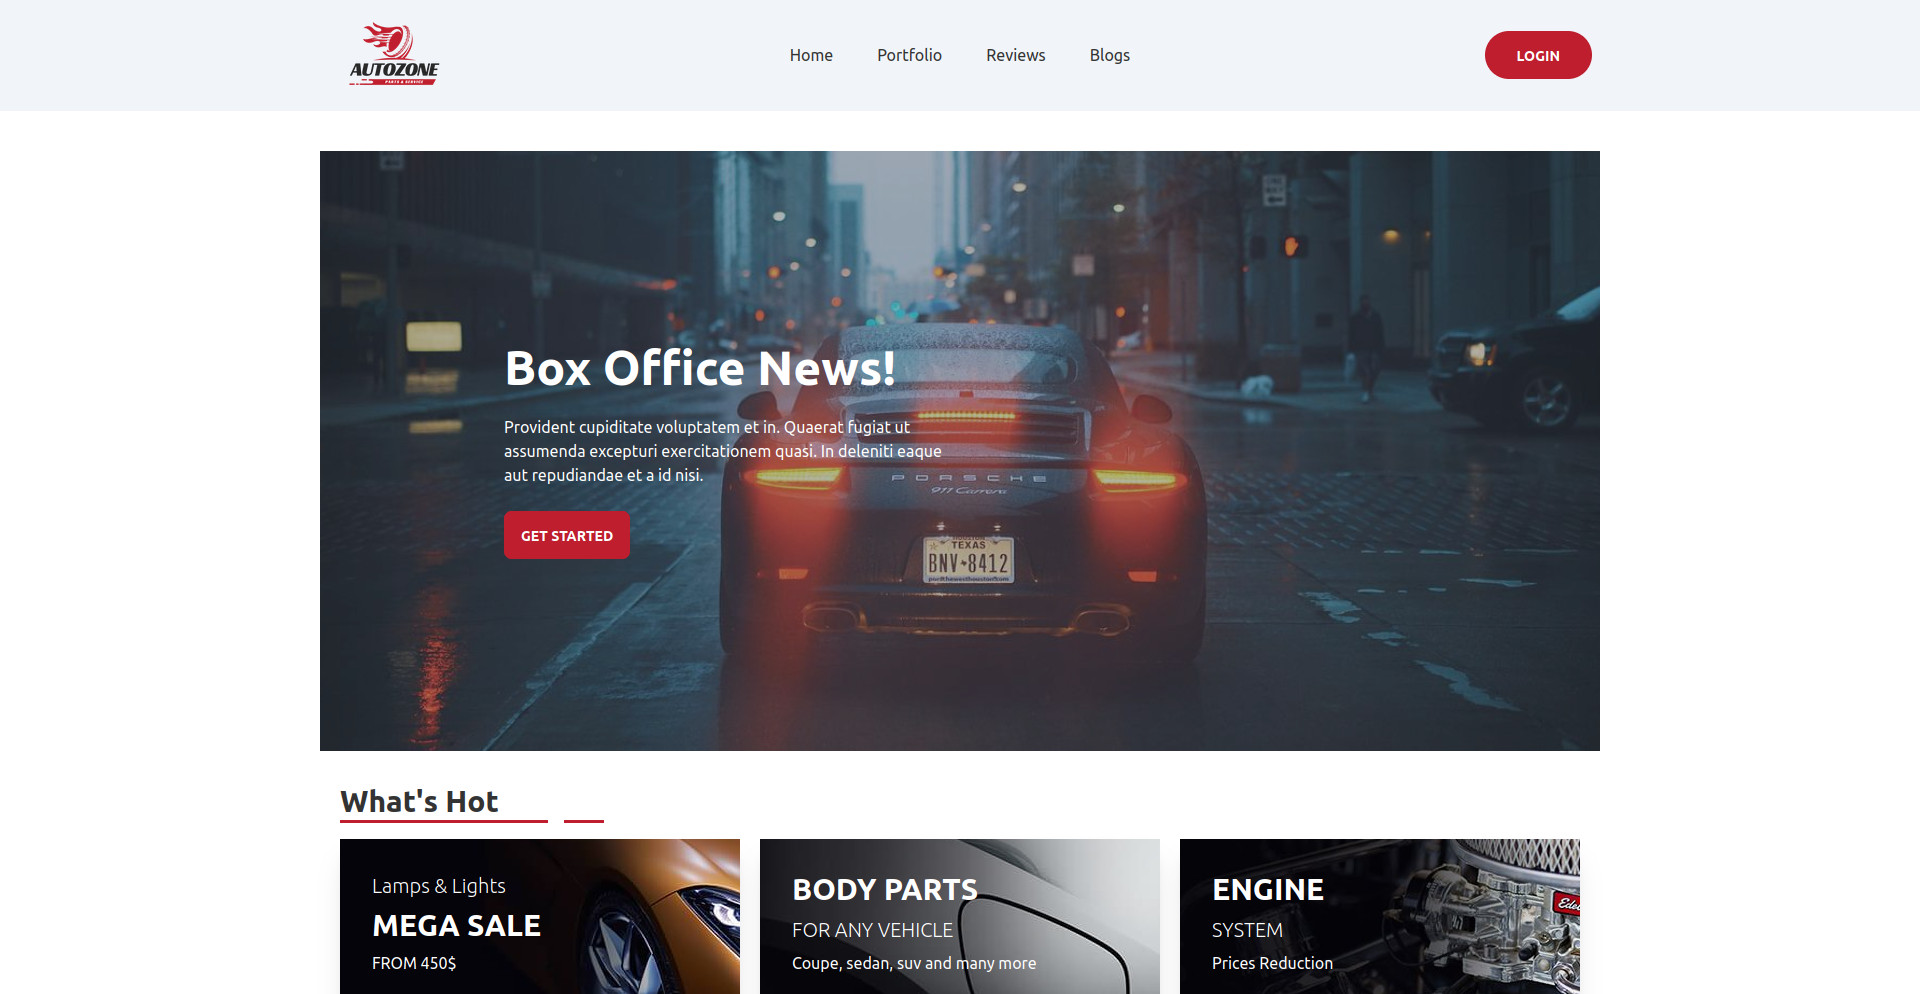 AUTOZONE
PARTS & SERVICE
Home
Portfolio
Reviews
Blogs
LOGIN
Box Office News!
Provident cupiditate voluptatem et in. Quaerat fugiat ut
assumenda excepturi exercitationem quasi. In deleniti eaque
aut repudiandae et a id nisi.
GET STARTED
PORSCHE
911 Carrera
TEXAS
BNV 8412
What's Hot
Lamps & Lights
MEGA SALE
FROM 450$
BODY PARTS
FOR ANY VEHICLE
Coupe, sedan, suv and many more
ENGINE
SYSTEM
Prices Reduction